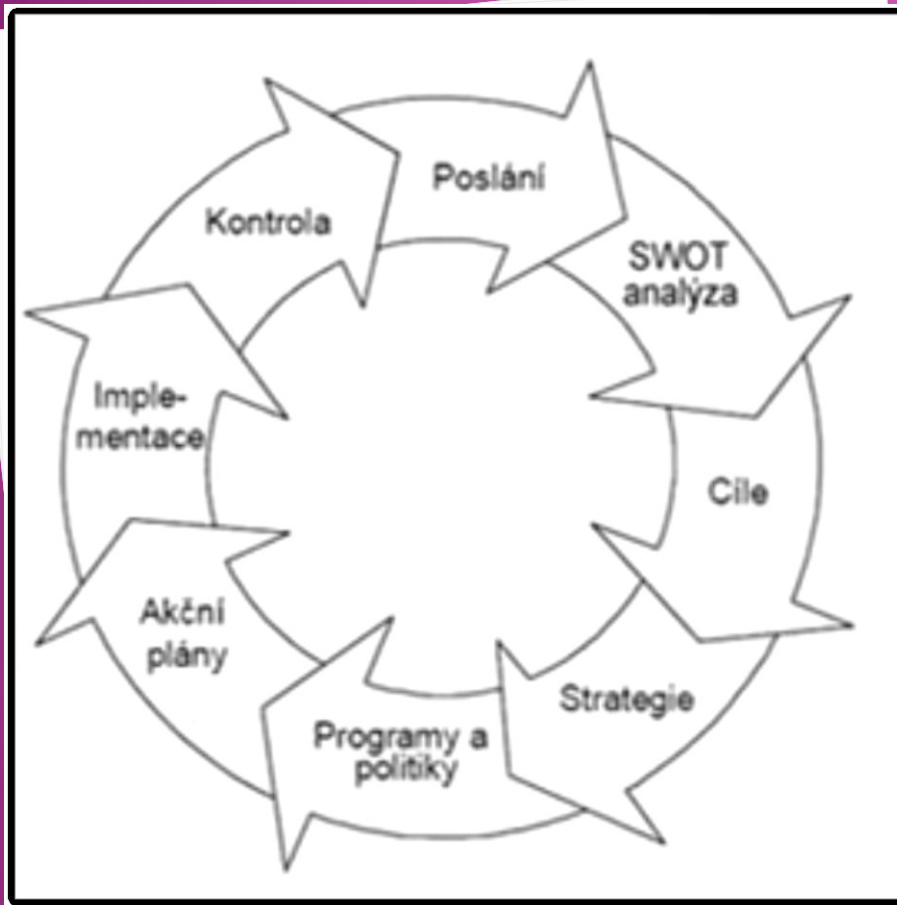 Poslání
SWOT
analýza
Cíle
Strategie
Programy a
politiky
Akční
plány
Imple-
mentace
Kontrola